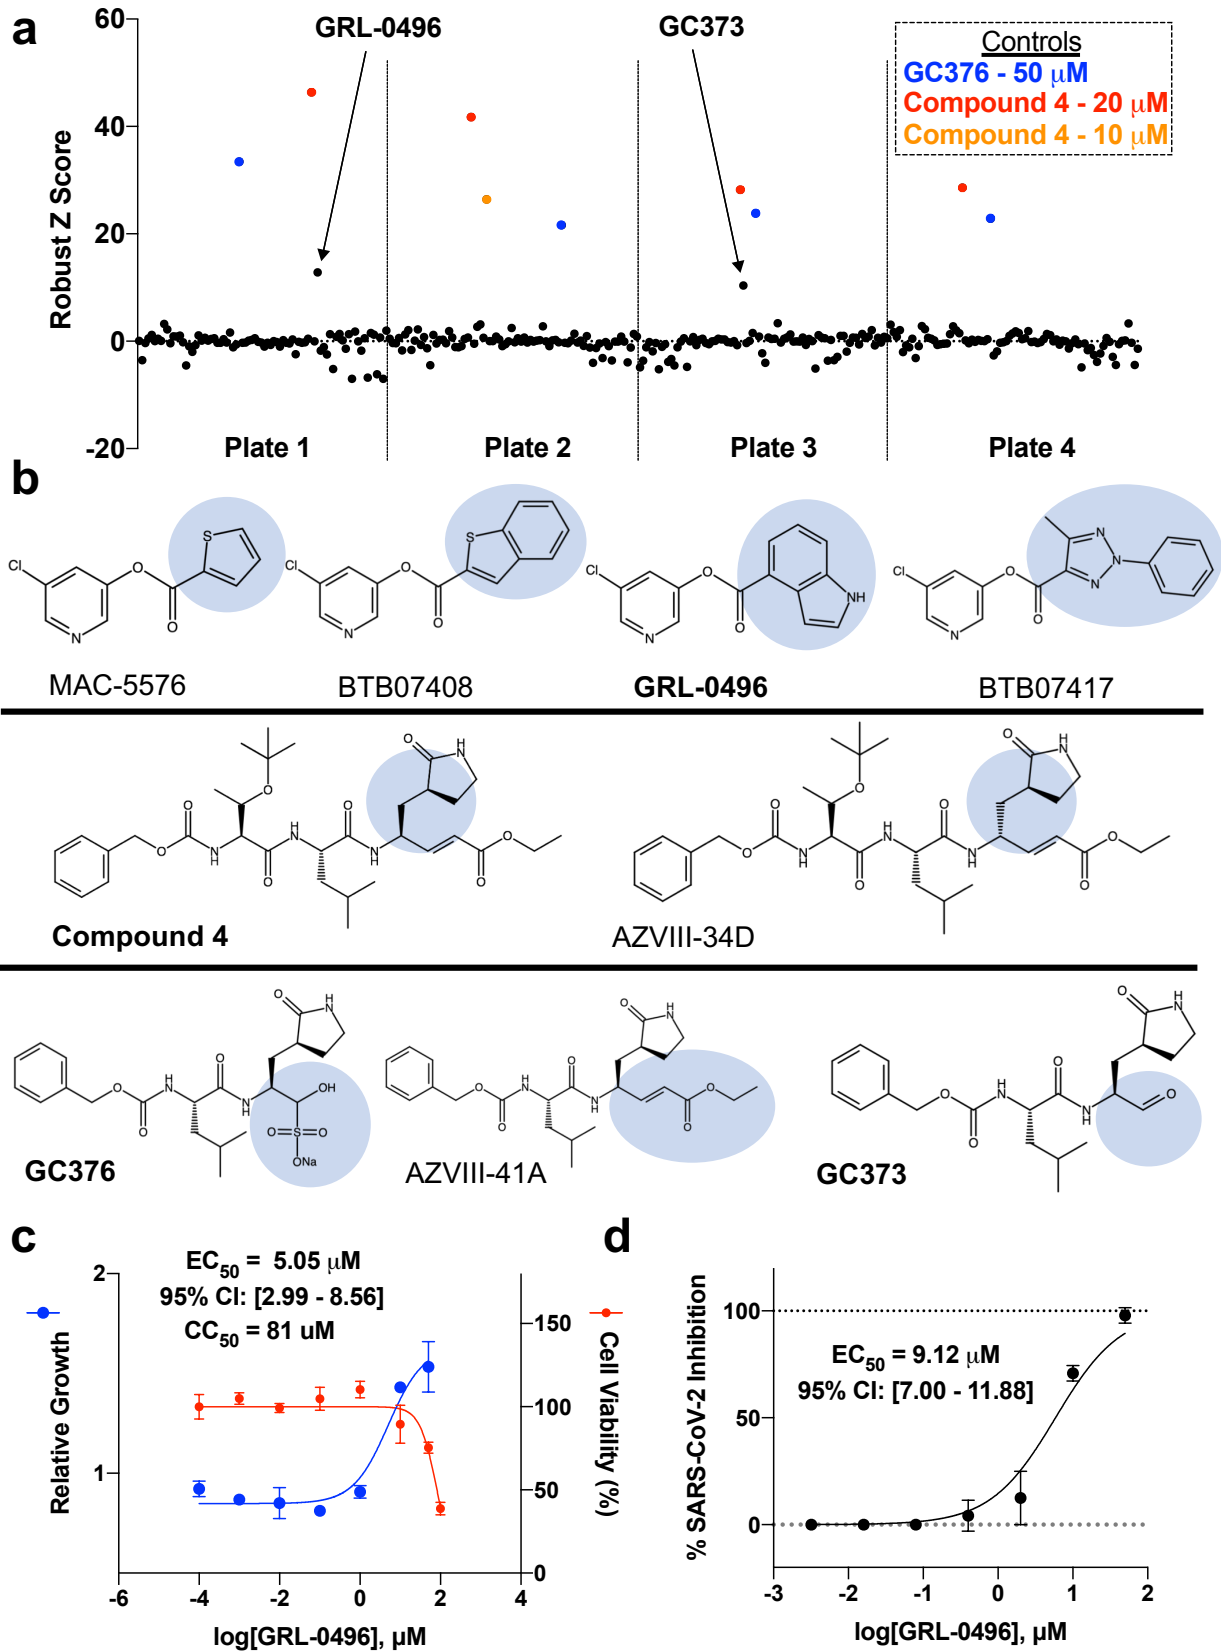 a
60
40
20
0
-20
Robust Z Score
GRL-0496
GC373
Controls
GC376 - 50 μM
Compound 4 - 20 μM
Compound 4 - 10 μM
Plate 1
Plate 2
Plate 3
Plate 4
b
Cl
N
O
O
S
MAC-5576
Cl
N
O
O
S
BTB07408
Cl
N
O
O
NH
GRL-0496
Cl
N
O
O
N
N
N
BTB07417
O
O
N
H
O
O
H
N
O
N
H
O
H
N
O
O
Compound 4
O
O
N
H
O
O
H
N
O
N
H
O
H
N
O
O
AZVIII-34D
O
O
H
N
O
N
H
O
H
N
OH
O=S=O
ONa
GC376
O
O
H
N
O
N
H
O
H
N
O
O
AZVIII-41A
O
O
H
N
O
N
H
O
H
N
O
GC373
c
Relative Growth
2
1
EC50 = 5.05 μM
95% CI: [2.99 - 8.56]
CC50 = 81 uM
150
100
50
0
Cell Viability (%)
-6
-4
-2
0
2
4
log[GRL-0496], μM
d
% SARS-CoV-2 Inhibition
100
50
0
EC50 = 9.12 μM
95% CI: [7.00 - 11.88]
-3
-2
-1
0
1
2
log[GRL-0496], μM